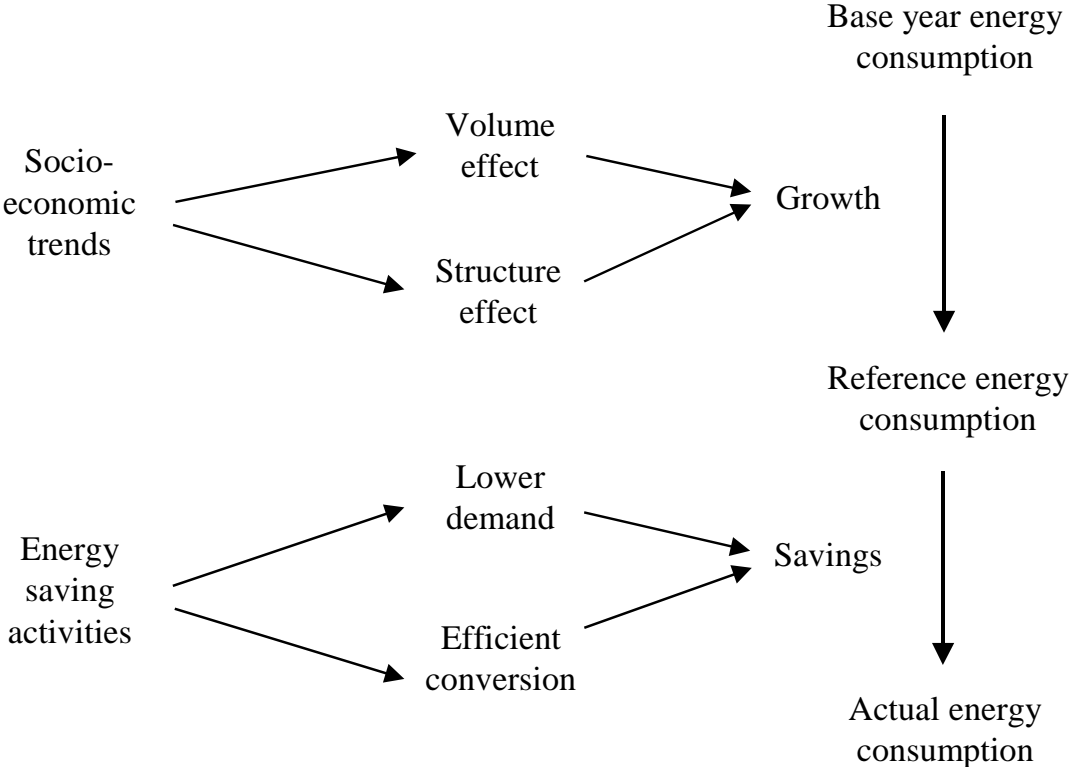 Base year energy
consumption
Volume
effect
Socio-
economic
trends
Growth
Structure
effect
Reference energy
consumption
Lower
demand
Energy
saving
activities
Savings
Efficient
conversion
Actual energy
consumption